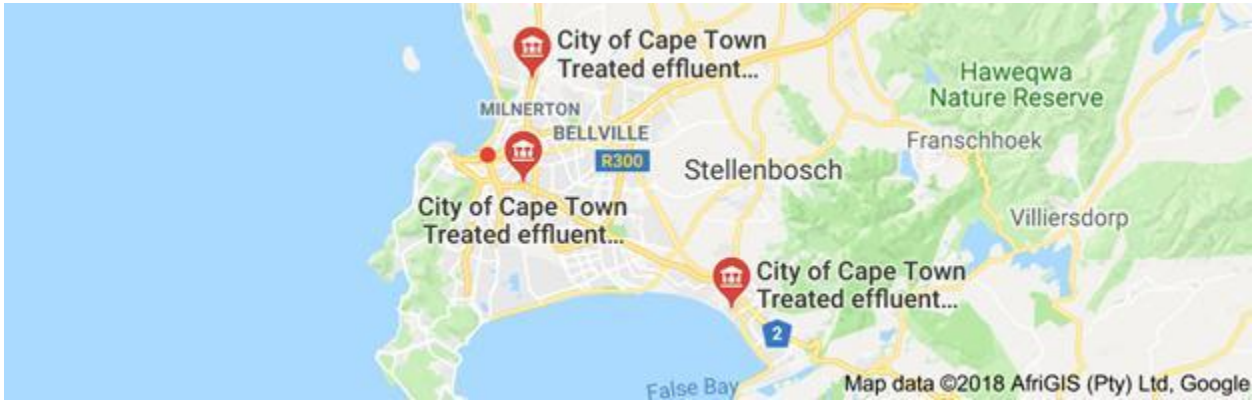 City of Cape Town
Treated effluent...
Haweqwa
Nature Reserve
MILNERTON
BELLVILLE
Franschhoek
R300
Stellenbosch
City of Cape Town
Treated effluent...
Villiersdorp
City of Cape Town
Treated effluent...
2
False Bay
Map data ©2018 AfriGIS (Pty) Ltd, Google